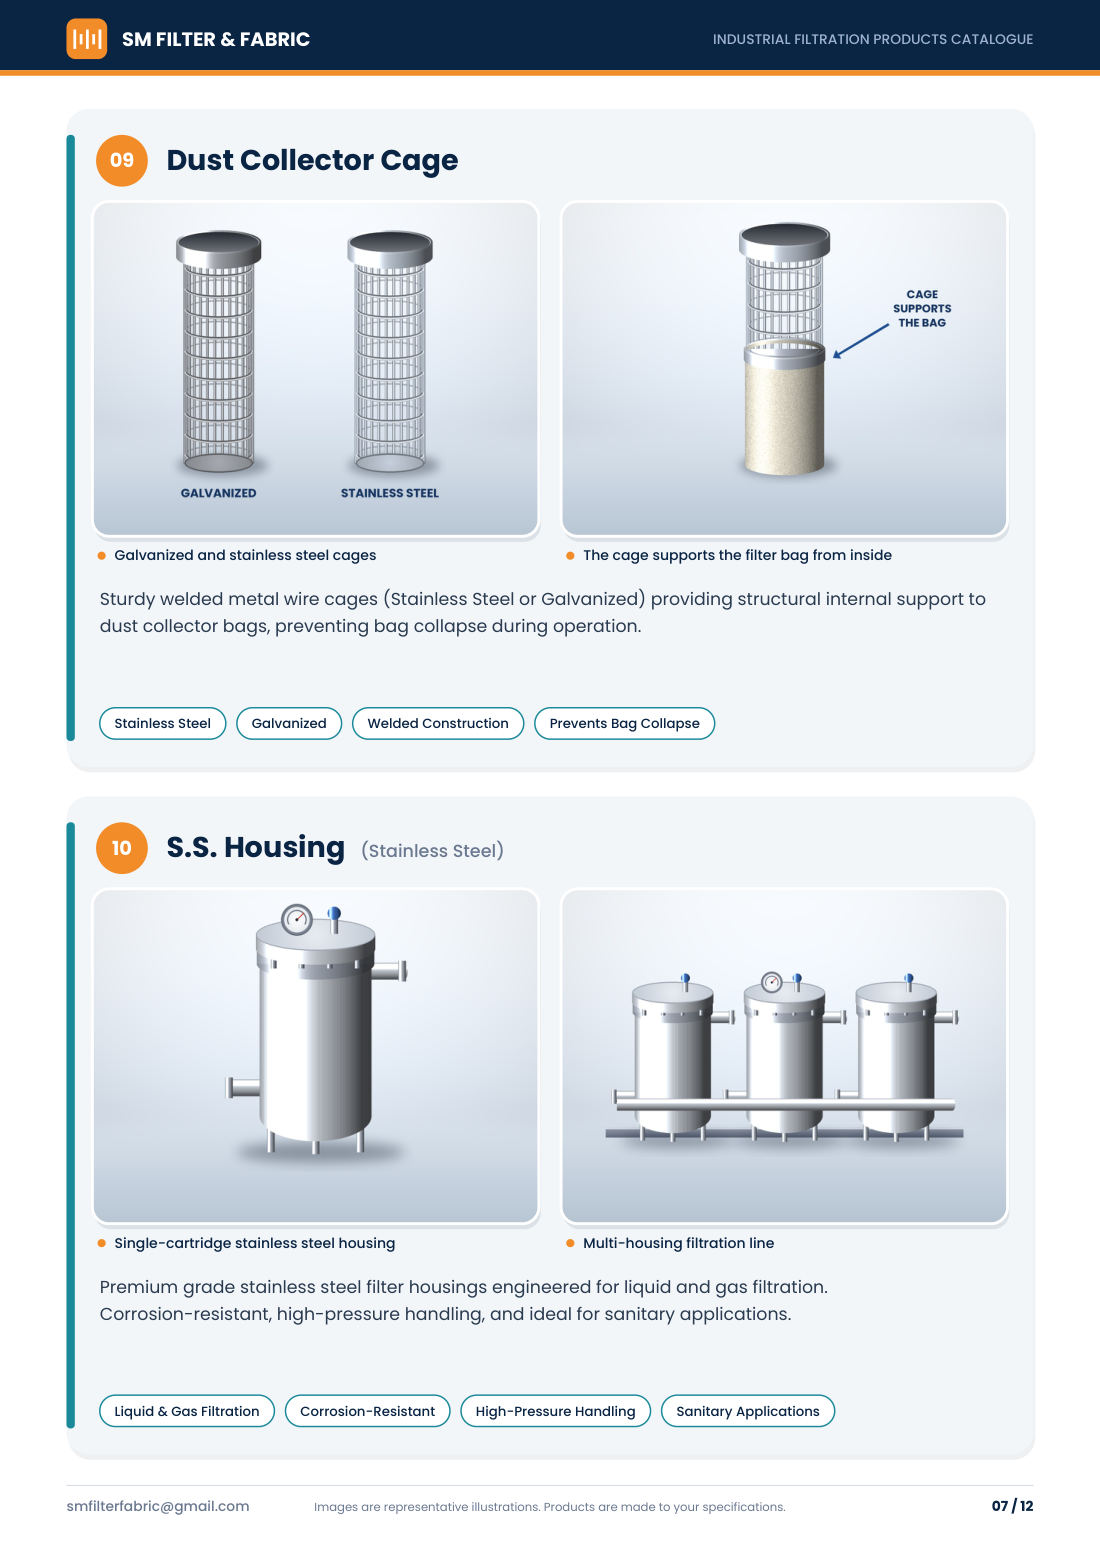 SM FILTER & FABRIC
INDUSTRIAL FILTRATION PRODUCTS CATALOGUE
09
Dust Collector Cage
GALVANIZED
STAINLESS STEEL
CAGE
SUPPORTS
THE BAG
Galvanized and stainless steel cages
The cage supports the filter bag from inside
Sturdy welded metal wire cages (Stainless Steel or Galvanized) providing structural internal support to
dust collector bags, preventing bag collapse during operation.
Stainless Steel
Galvanized
Welded Construction
Prevents Bag Collapse
10
S.S. Housing (Stainless Steel)
Single-cartridge stainless steel housing
Multi-housing filtration line
Premium grade stainless steel filter housings engineered for liquid and gas filtration.
Corrosion-resistant, high-pressure handling, and ideal for sanitary applications.
Liquid & Gas Filtration
Corrosion-Resistant
High-Pressure Handling
Sanitary Applications
smfilterfabric@gmail.com
Images are representative illustrations. Products are made to your specifications.
07 / 12